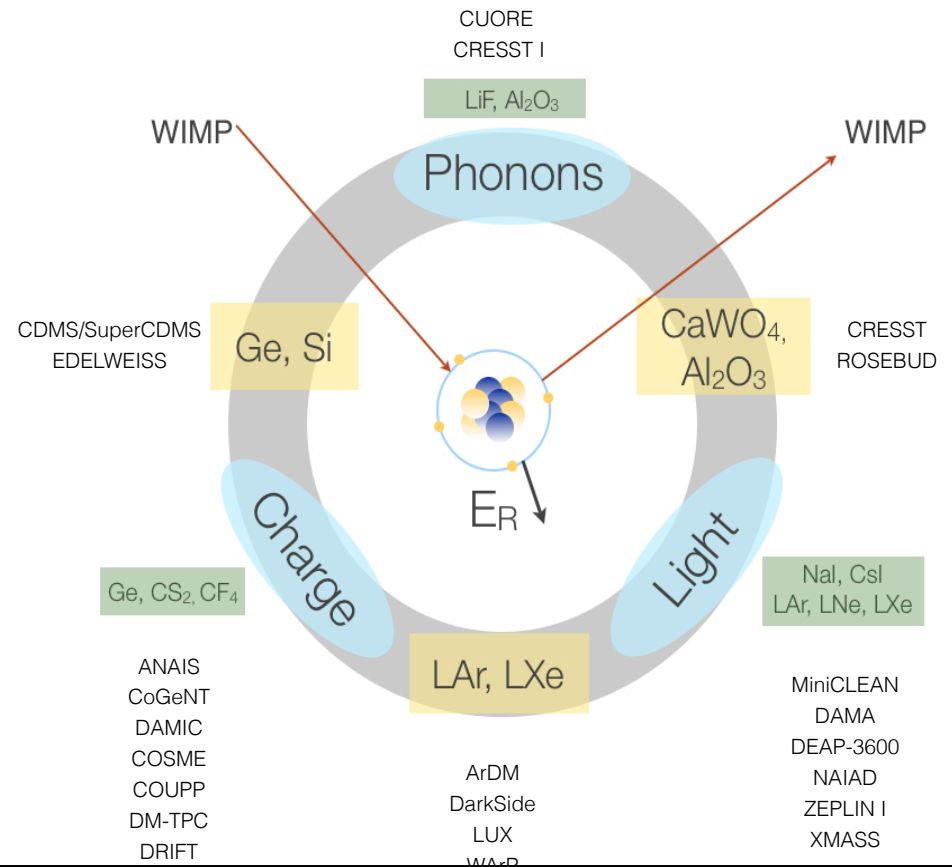 CUORE
CRESST I
LiF, Al₂O₃
WIMP
WIMP
Phonons
CDMS/SuperCDMS
EDELWEISS
Ge, Si
CaWO₄,
Al₂O₃
CRESST
ROSEBUD
E_R
Charge
Light
Ge, CS₂, CF₄
NaI, CsI
LAr, LNe, LXe
LAr, LXe
ANAIS
CoGeNT
DAMIC
COSME
COUPP
DM-TPC
DRIFT
ArDM
DarkSide
LUX
WArP
MiniCLEAN
DAMA
DEAP-3600
NAIAD
ZEPLIN I
XMASS